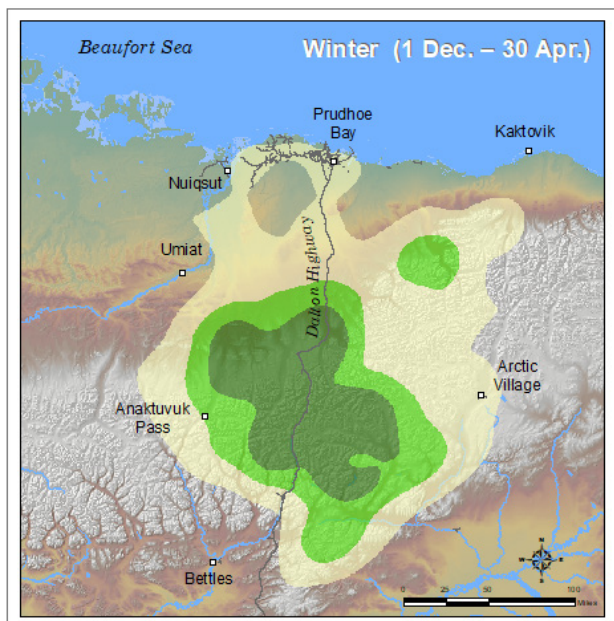 Beaufort Sea
Winter (1 Dec. – 30 Apr.)
Prudhoe
Bay
Kaktovik
Nuiqsut
Umiat
Dalton Highway
Arctic
Village
Anaktuvuk
Pass
Bettles
N
W E
S
0 25 50 100
Miles